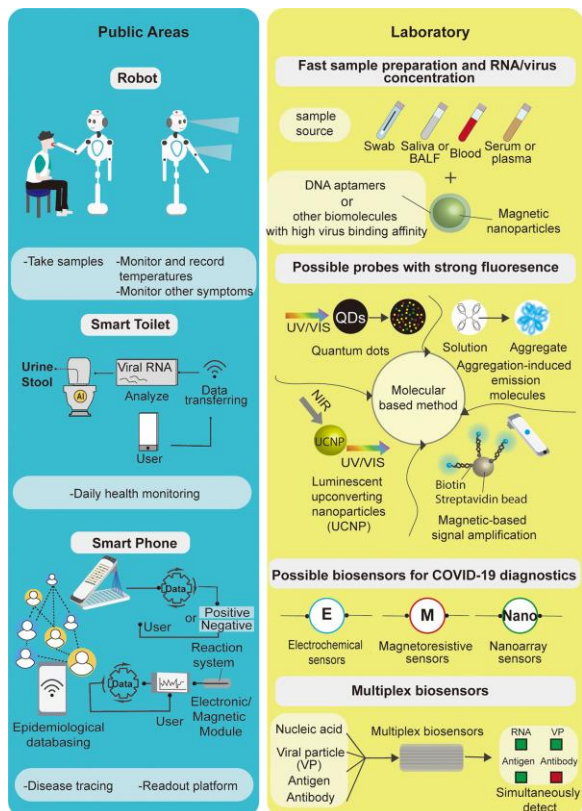 Public Areas
Robot
-Take samples
-Monitor and record
temperatures
-Monitor other symptoms
Smart Toilet
Urine
Stool
AI
Viral RNA
Analyze
Data
transferring
User
-Daily health monitoring
Smart Phone
Data
or
Positive
Negative
User
Reaction
system
Data
User
Electronic/
Magnetic
Module
Epidemiological
databasing
-Disease tracing
-Readout platform
Laboratory
Fast sample preparation and RNA/virus
concentration
sample
source
Swab
Saliva or
BALF
Blood
Serum or
plasma
+
DNA aptamers
or
other biomolecules
with high virus binding affinity
Magnetic
nanoparticles
Possible probes with strong fluoresence
UV/VIS
QDs
Quantum dots
Solution
Aggregate
Aggregation-induced
emission
molecules
Molecular
based method
NIR
UCNP
UV/VIS
Luminescent
upconverting
nanoparticles
(UCNP)
Biotin
Streptavidin bead
Magnetic-based
signal amplification
Possible biosensors for COVID-19 diagnostics
E
M
Nano
Electrochemical
sensors
Magnetoresistive
sensors
Nanoarray
sensors
Multiplex biosensors
Nucleic acid
Viral particle
(VP)
Antigen
Antibody
Multiplex biosensors
RNA
VP
Antigen
Antibody
Simultaneously
detect